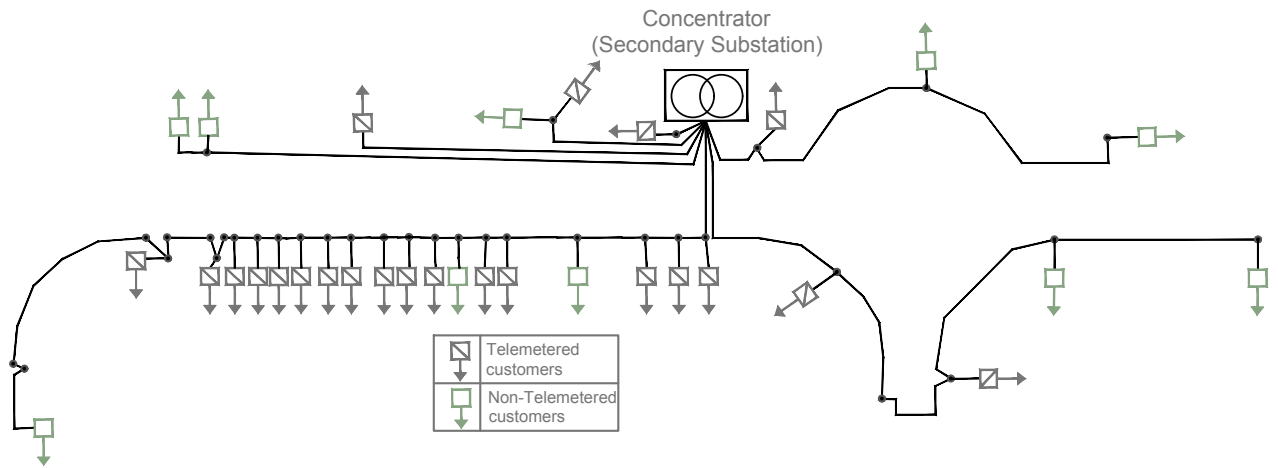 Concentrator
(Secondary Substation)
Telemetered
customers
Non-Telemetered
customers